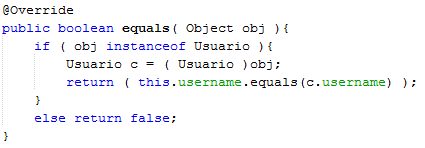 @Override
public boolean equals( Object obj ){
if ( obj instanceof Usuario ){
Usuario c = ( Usuario )obj;
return ( this.username.equals(c.username) );
}
else return false;
}